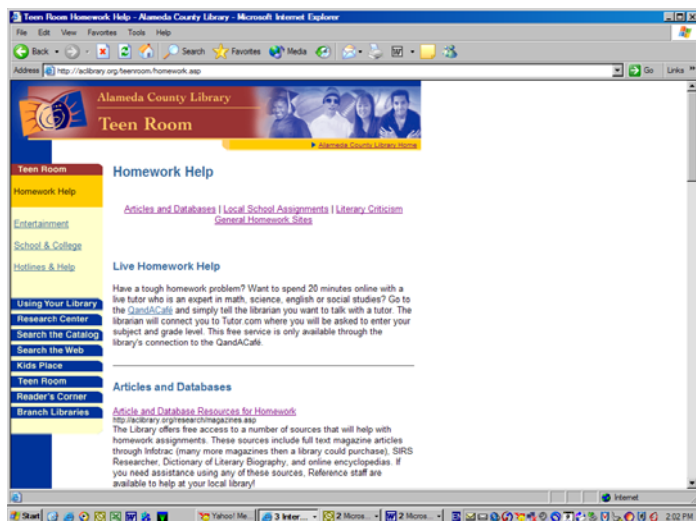 Teen Room Homework Help - Alameda County Library - Microsoft Internet Explorer
File Edit View Favorites Tools Help
Back Search Favorites Media
Address http://aclibrary.org/teenroom/homework.asp Go Links »
Alameda County Library
Teen Room
Alameda County Library Home
Teen Room
Homework Help
Entertainment
School & College
Hotlines & Help
Using Your Library
Research Center
Search the Catalog
Search the Web
Kids Place
Teen Room
Reader's Corner
Branch Libraries
Homework Help
Articles and Databases | Local School Assignments | Literary Criticism
General Homework Sites
Live Homework Help
Have a tough homework problem? Want to spend 20 minutes online with a
live tutor who is an expert in math, science, english or social studies? Go to
the QandACafé and simply tell the librarian you want to talk with a tutor. The
librarian will connect you to Tutor.com where you will be asked to enter your
subject and grade level. This free service is only available through the
library's connection to the QandACafé.
Articles and Databases
Article and Database Resources for Homework
http://aclibrary.org/research/magazines.asp
The Library offers free access to a number of sources that will help with
homework assignments. These sources include full text magazine articles
through Infotrac (many more magazines then a library could purchase), SIRS
Researcher, Dictionary of Literary Biography, and online encyclopedias. If
you need assistance using any of these sources, Reference staff are
available to help at your local library!
Internet
Start Yahoo! Me... 3 Inter... 2 Micros... 2 Micros... 2:02 PM